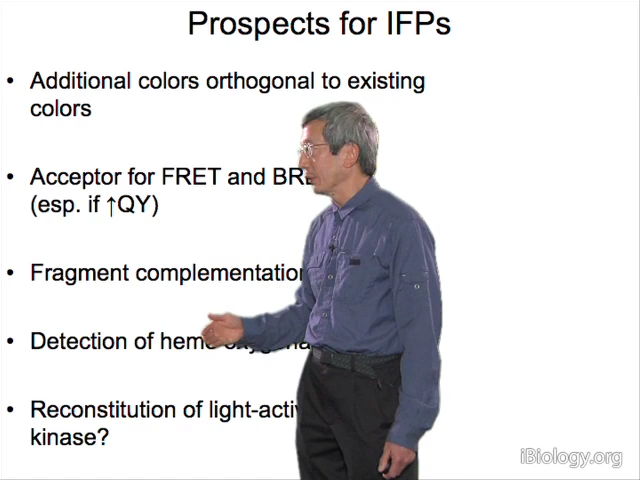 Prospects for IFPs
• Additional colors orthogonal to existing
colors
• Acceptor for FRET and
(esp. if ↑QY)
• Fragment complementation
• Detection of heme
• Reconstitution of
kinase?
iBiology.org